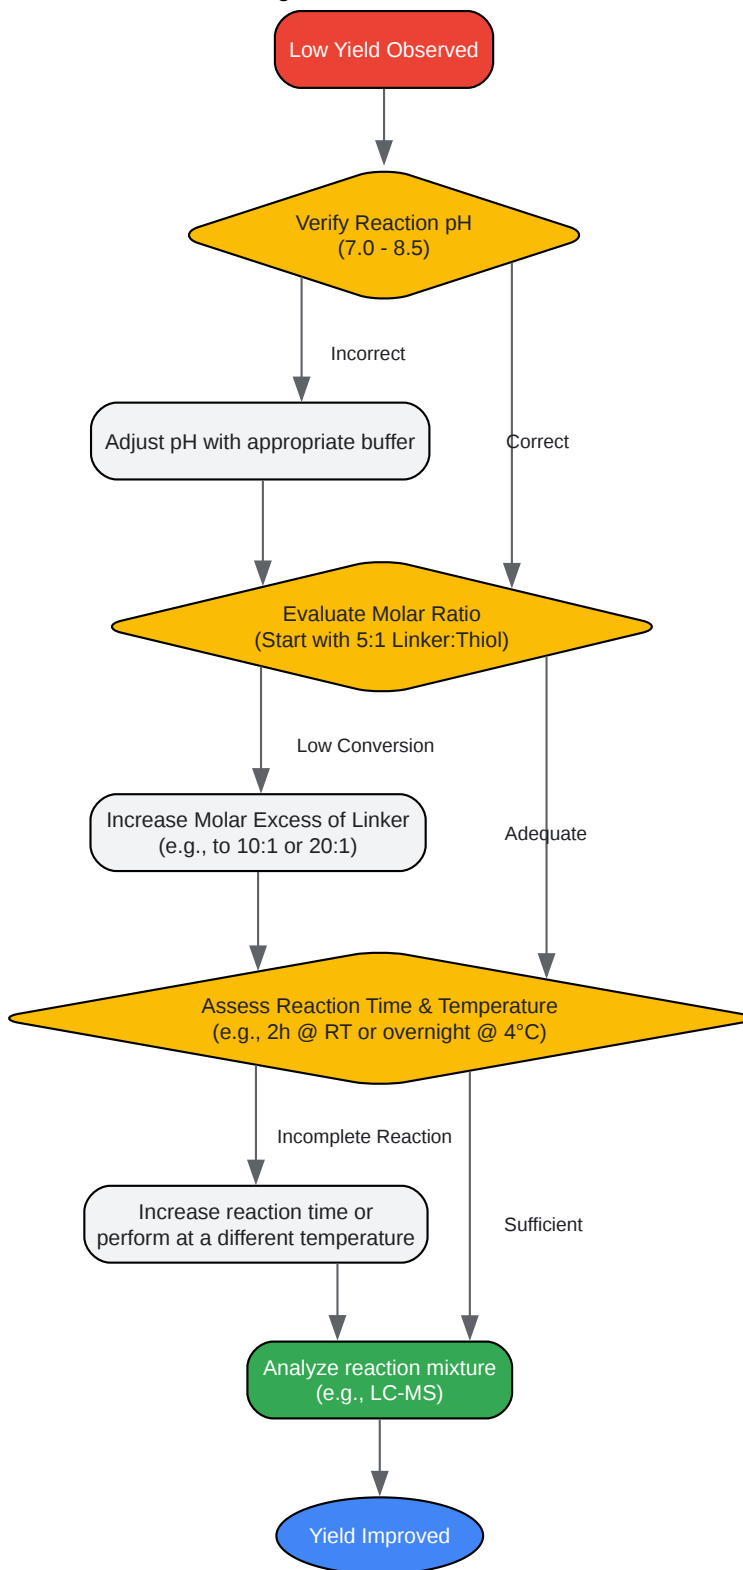 Low Yield Observed
Verify Reaction pH
(7.0 - 8.5)
Incorrect
Adjust pH with appropriate buffer
Correct
Evaluate Molar Ratio
(Start with 5:1 Linker:Thiol)
Low Conversion
Increase Molar Excess of Linker
(e.g., to 10:1 or 20:1)
Adequate
Assess Reaction Time & Temperature
(e.g., 2h @ RT or overnight @ 4°C)
Incomplete Reaction
Increase reaction time or
perform at a different temperature
Sufficient
Analyze reaction mixture
(e.g., LC-MS)
Yield Improved